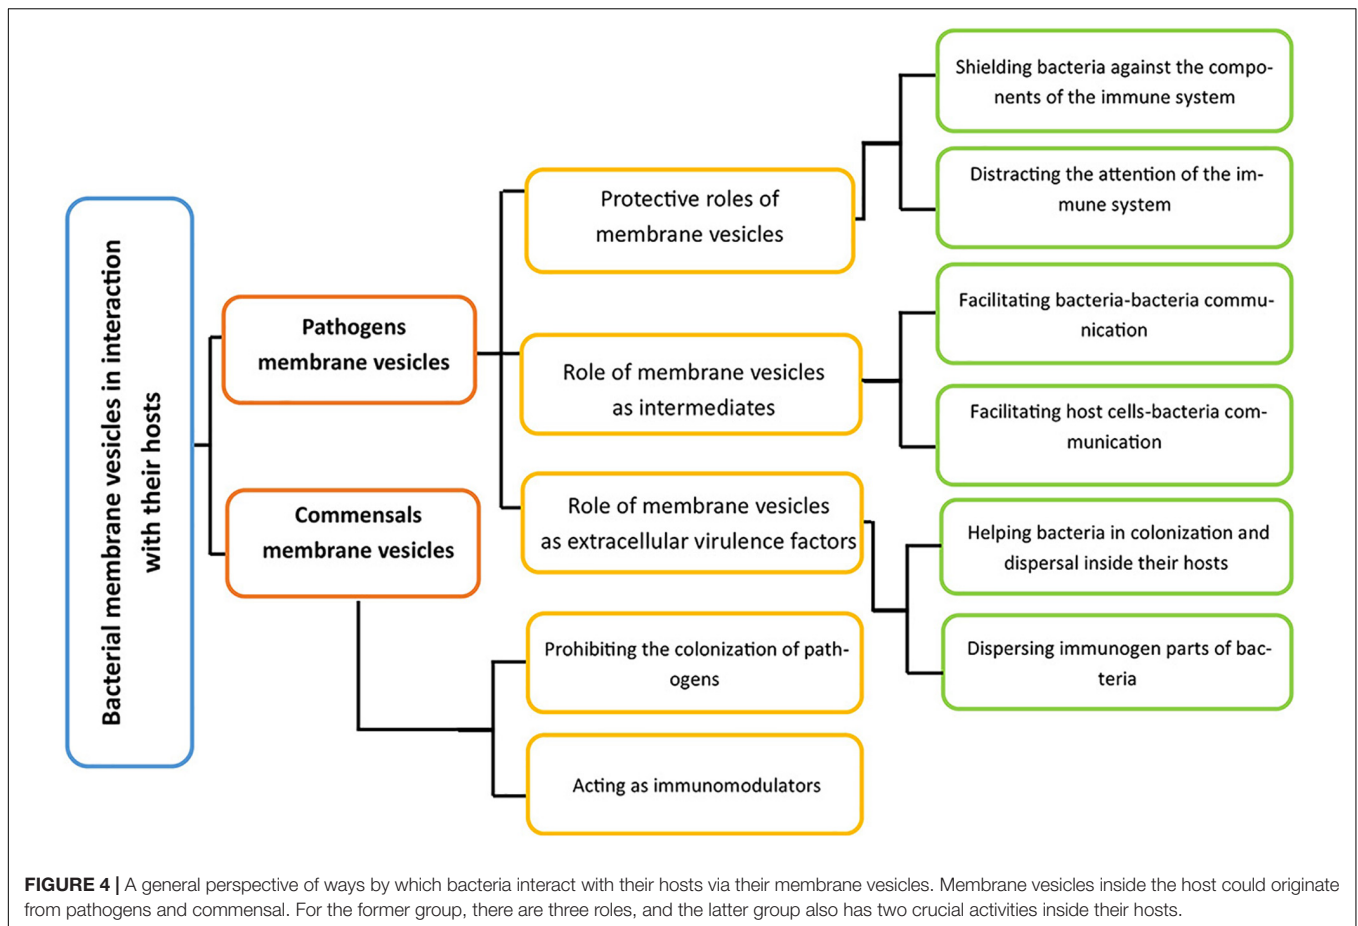 Bacterial membrane vesicles in interaction
with their hosts
Pathogens
membrane vesicles
Commensals
membrane vesicles
Protective roles of
membrane vesicles
Role of membrane vesicles
as intermediates
Role of membrane vesicles
as extracellular virulence factors
Prohibiting the colonization of path-
ogens
Acting as immunomodulators
Shielding bacteria against the compo-
nents of the immune system
Distracting the attention of the im-
mune system
Facilitating bacteria-bacteria commu-
nication
Facilitating host cells-bacteria com-
munication
Helping bacteria in colonization and
dispersal inside their hosts
Dispersing immunogen parts of bac-
teria
FIGURE 4 | A general perspective of ways by which bacteria interact with their hosts via their membrane vesicles. Membrane vesicles inside the host could originate
from pathogens and commensal. For the former group, there are three roles, and the latter group also has two crucial activities inside their hosts.